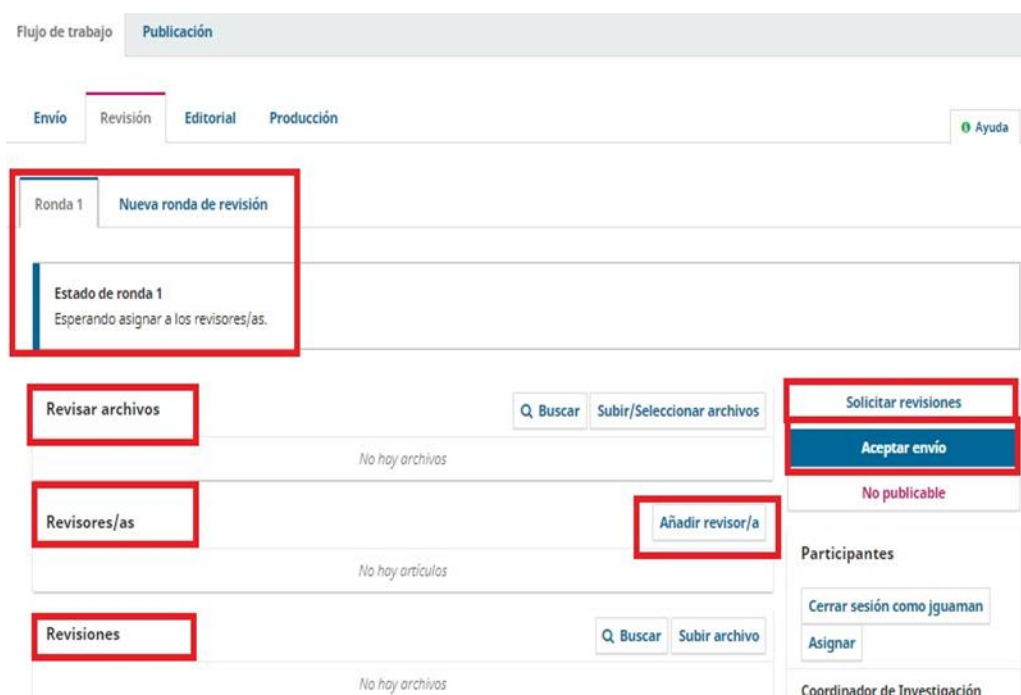 Flujo de trabajo
Publicación
Envío
Revisión
Editorial
Producción
Ayuda
Ronda 1
Nueva ronda de revisión
Estado de ronda 1
Esperando asignar a los revisores/as.
Revisar archivos
Buscar
Subir/Seleccionar archivos
No hay archivos
Revisores/as
Añadir revisor/a
No hay artículos
Revisiones
Buscar
Subir archivo
No hay archivos
Solicitar revisiones
Aceptar envío
No publicable
Participantes
Cerrar sesión como jguaman
Asignar
Coordinador de Investigación